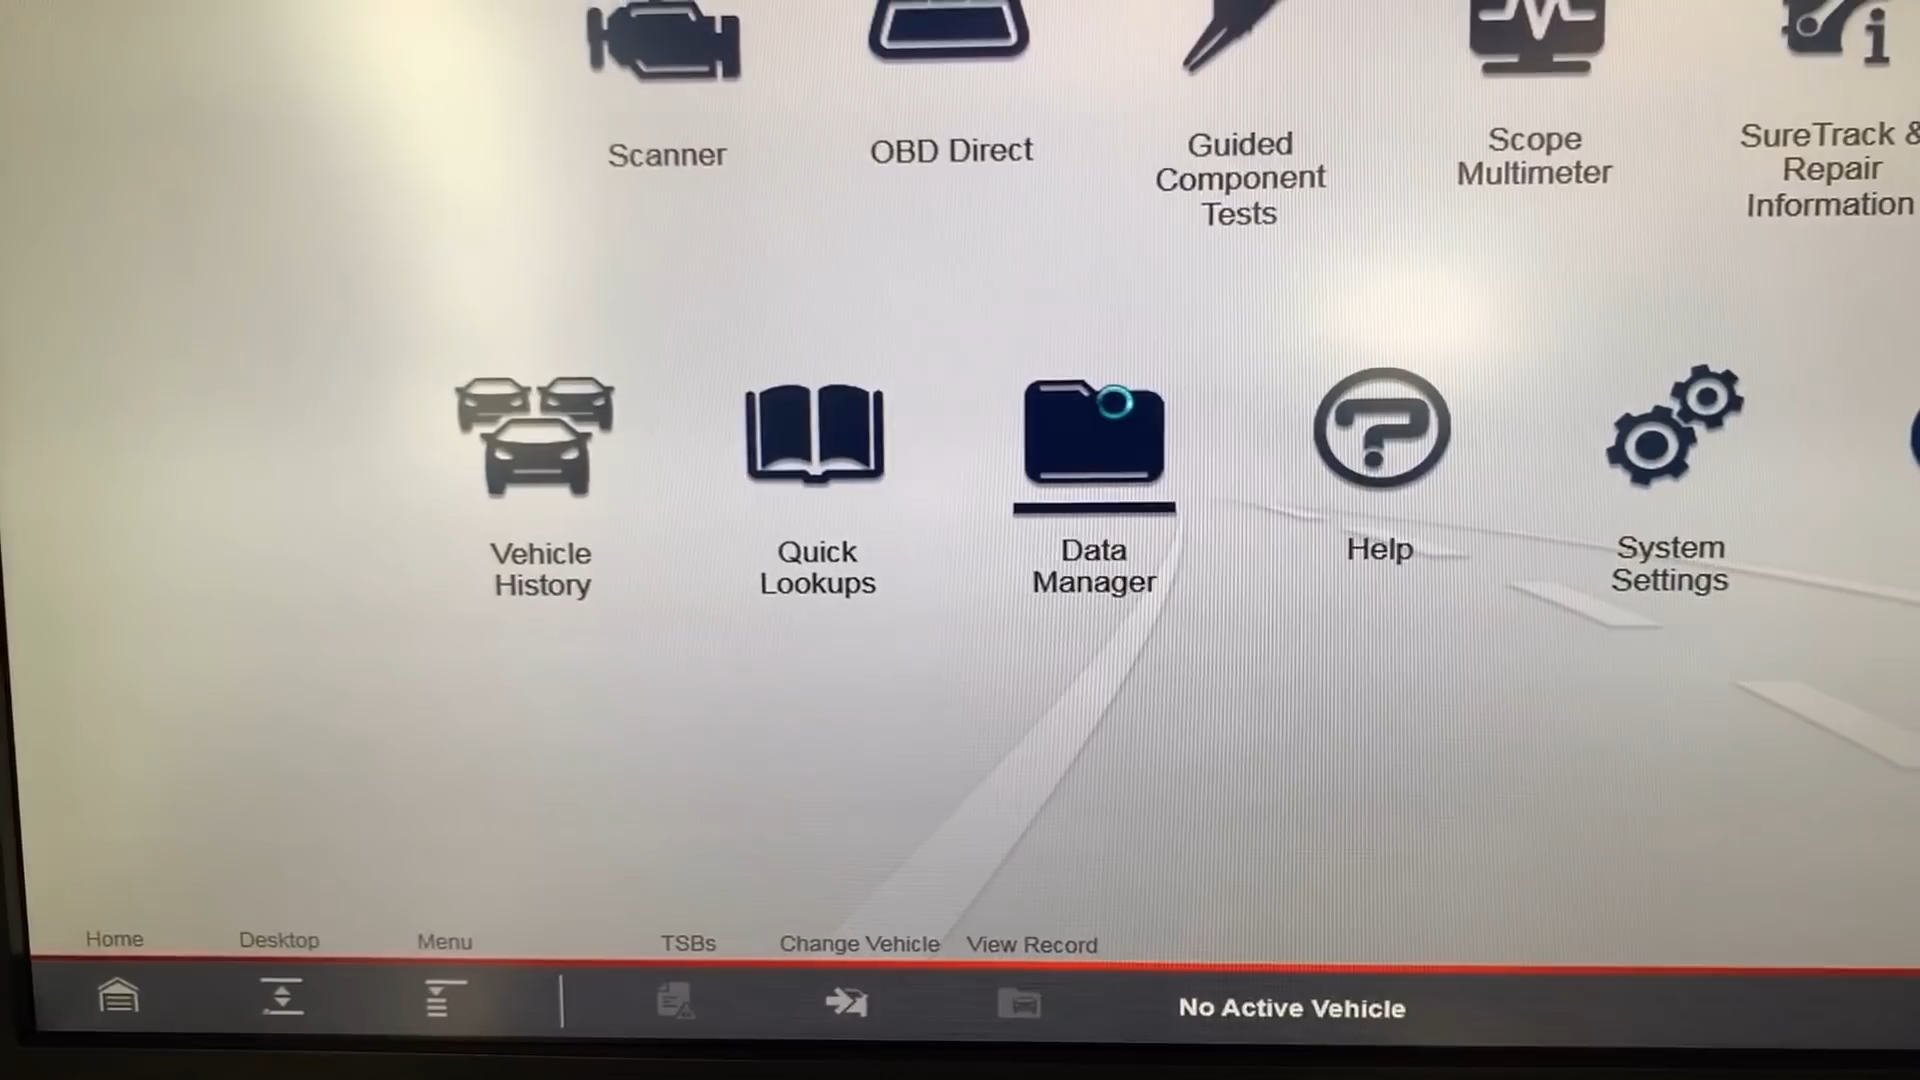 Scanner
OBD Direct
Guided
Component
Tests
Scope
Multimeter
SureTrack &
Repair
Information
Vehicle
History
Quick
Lookups
Data
Manager
Help
System
Settings
Home
Desktop
Menu
TSBs
Change Vehicle
View Record
No Active Vehicle